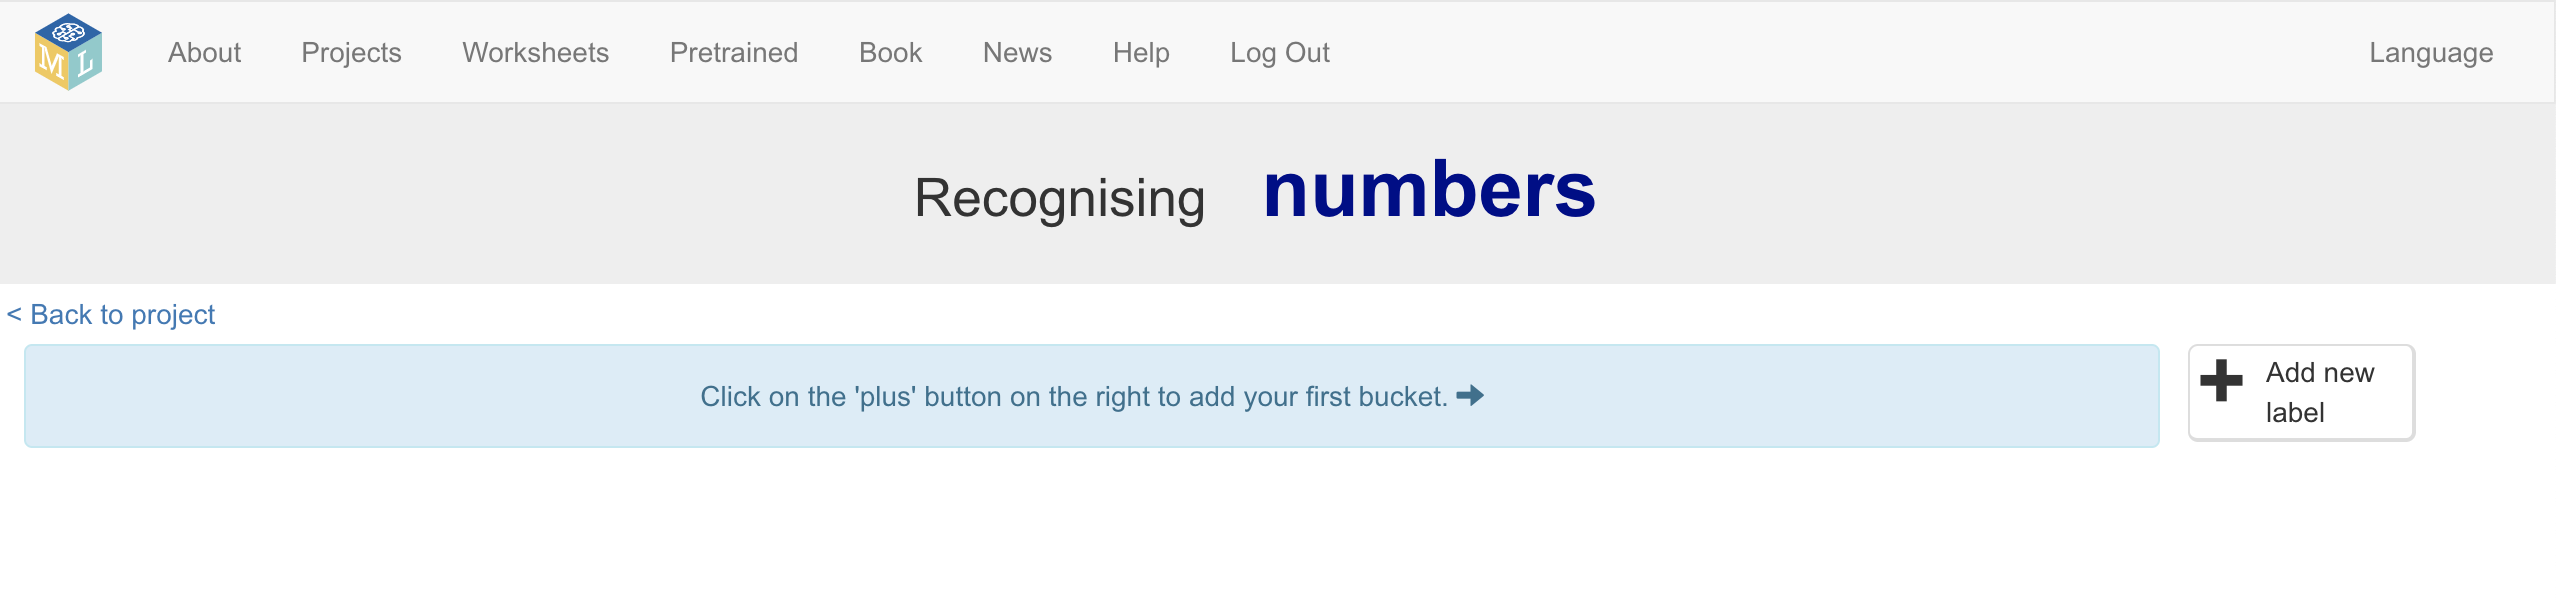 ML
About Projects Worksheets Pretrained Book News Help Log Out Language
Recognising numbers
< Back to project
Click on the 'plus' button on the right to add your first bucket.
Add new
label